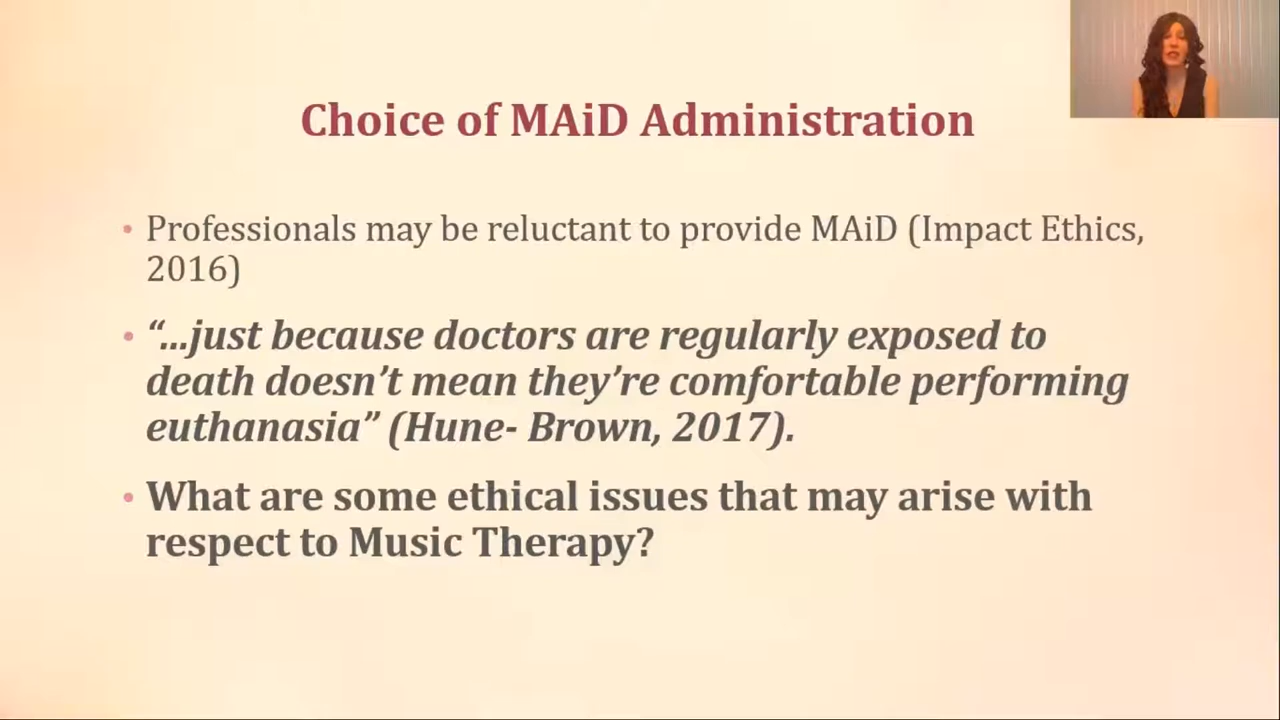 Choice of MAiD Administration
• Professionals may be reluctant to provide MAiD (Impact Ethics,
2016)
• “...just because doctors are regularly exposed to
death doesn’t mean they’re comfortable performing
euthanasia” (Hune- Brown, 2017).
• What are some ethical issues that may arise with
respect to Music Therapy?